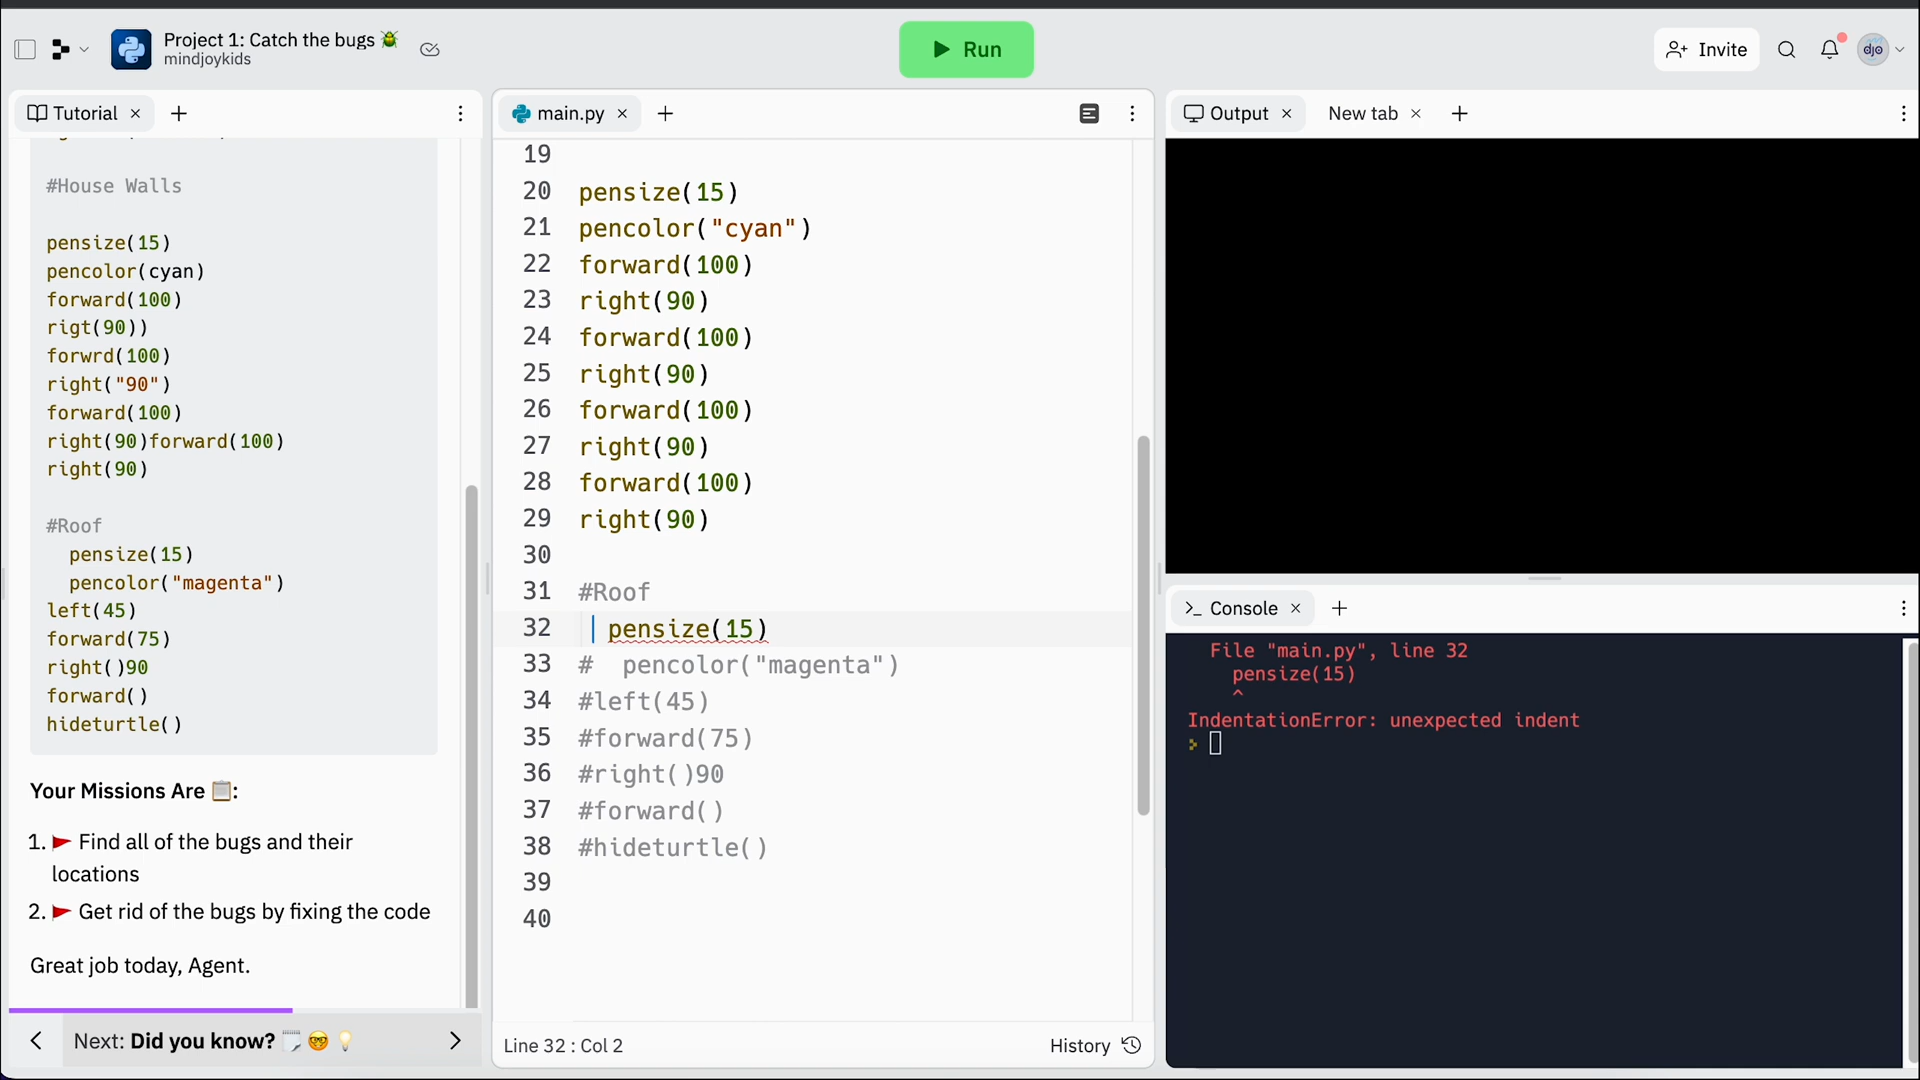 Project 1: Catch the bugs 🪲
mindjoykids
Run
Invite
djo
Tutorial
#House Walls
pensize(15)
pencolor(cyan)
forward(100)
rigt(90))
forwrd(100)
right("90")
forward(100)
right(90)forward(100)
right(90)
#Roof
pensize(15)
pencolor("magenta")
left(45)
forward(75)
right()90
forward()
hideturtle()
Your Missions Are 📋:
1. 🚩 Find all of the bugs and their
locations
2. 🚩 Get rid of the bugs by fixing the code
Great job today, Agent.
Next: Did you know? 🗒️🤓💡
main.py
19
20 pensize(15)
21 pencolor("cyan")
22 forward(100)
23 right(90)
24 forward(100)
25 right(90)
26 forward(100)
27 right(90)
28 forward(100)
29 right(90)
30
31 #Roof
32 pensize(15)
33 #  pencolor("magenta")
34 #left(45)
35 #forward(75)
36 #right()90
37 #forward()
38 #hideturtle()
39
40
Line 32 : Col 2
History
Output
New tab
Console
File "main.py", line 32
pensize(15)
^
IndentationError: unexpected indent